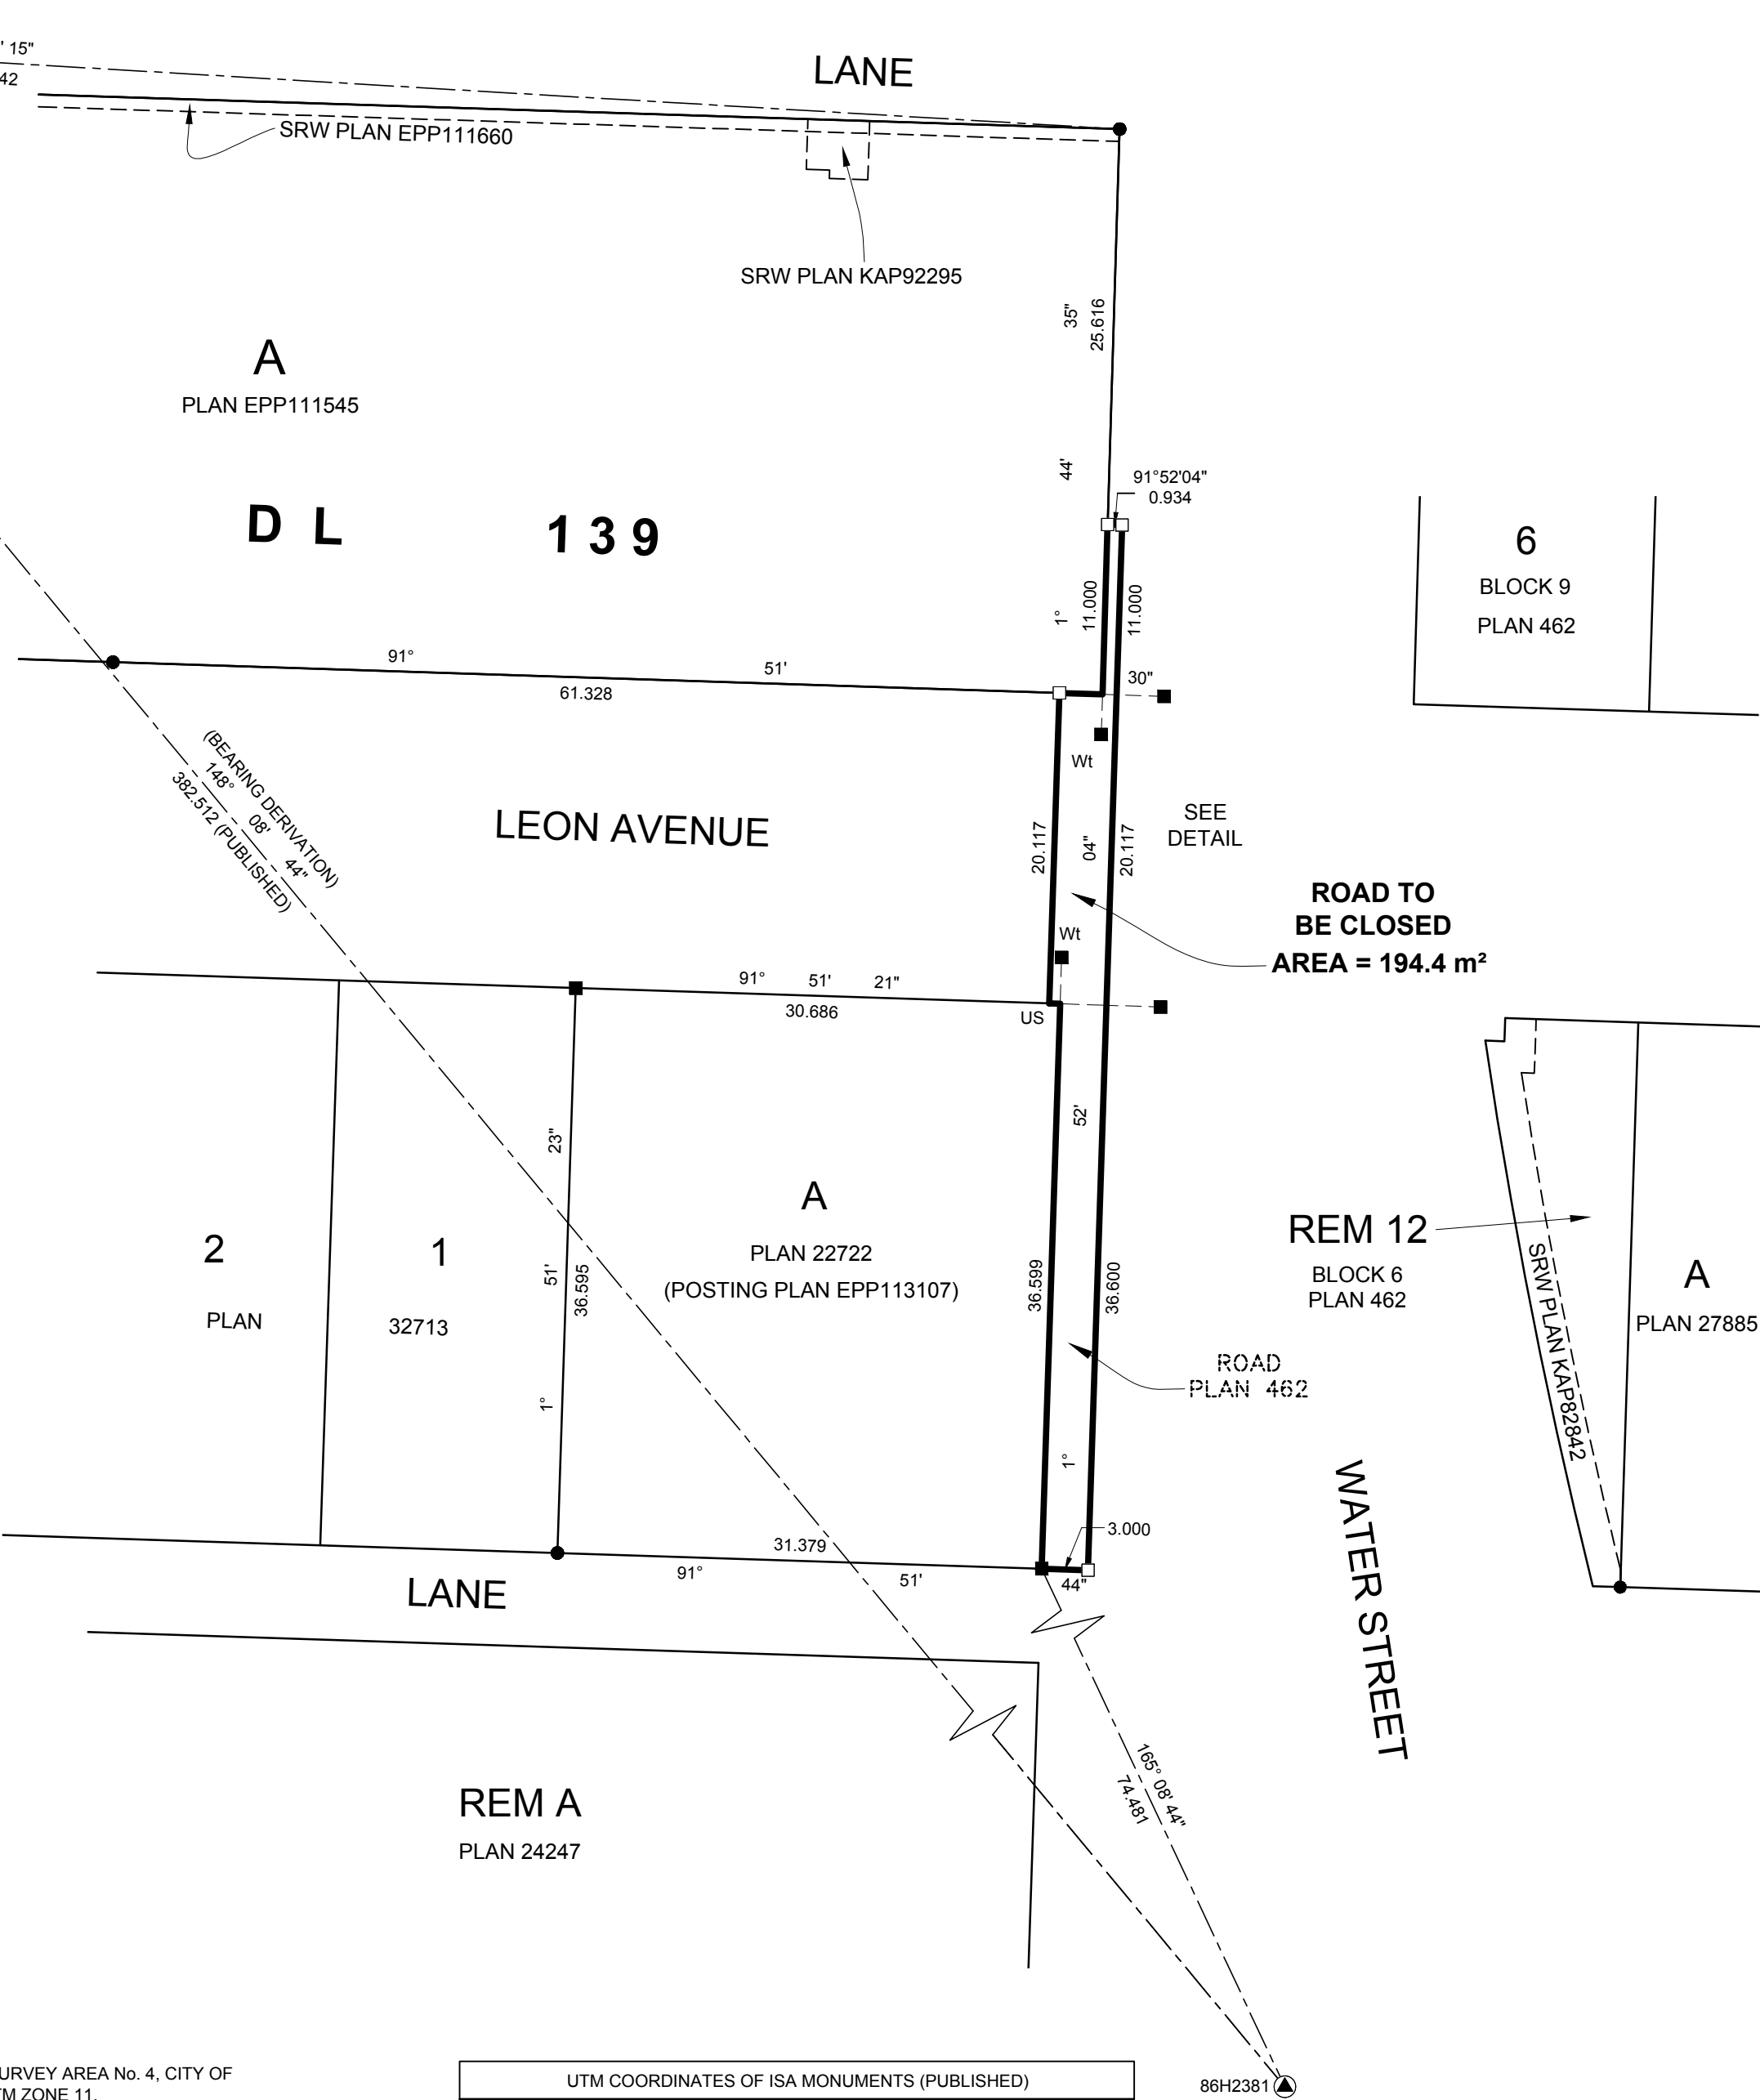 ' 15"
42
LANE
SRW PLAN EPP111660
SRW PLAN KAP92295
35"
25.616
A
PLAN EPP111545
44'
91°52'04"
0.934
D L 139
6
BLOCK 9
PLAN 462
1°
11.000
11.000
91° 51' 30"
61.328
Wt
(BEARING DERIVATION)
148° 08' 44"
382.512 (PUBLISHED)
LEON AVENUE
20.117
04"
20.117
SEE
DETAIL
ROAD TO
BE CLOSED
AREA = 194.4 m²
Wt
91° 51' 21"
30.686
US
52'
23"
51'
36.595
1°
A
PLAN 22722
(POSTING PLAN EPP113107)
2
1
PLAN
32713
36.599
36.600
REM 12
BLOCK 6
PLAN 462
SRW PLAN KAP82842
A
PLAN 27885
ROAD
PLAN 462
1°
3.000
31.379
91° 51' 44"
LANE
WATER STREET
165° 08' 44"
74.481
REM A
PLAN 24247
URVEY AREA No. 4, CITY OF
TM ZONE 11.
UTM COORDINATES OF ISA MONUMENTS (PUBLISHED)
86H2381